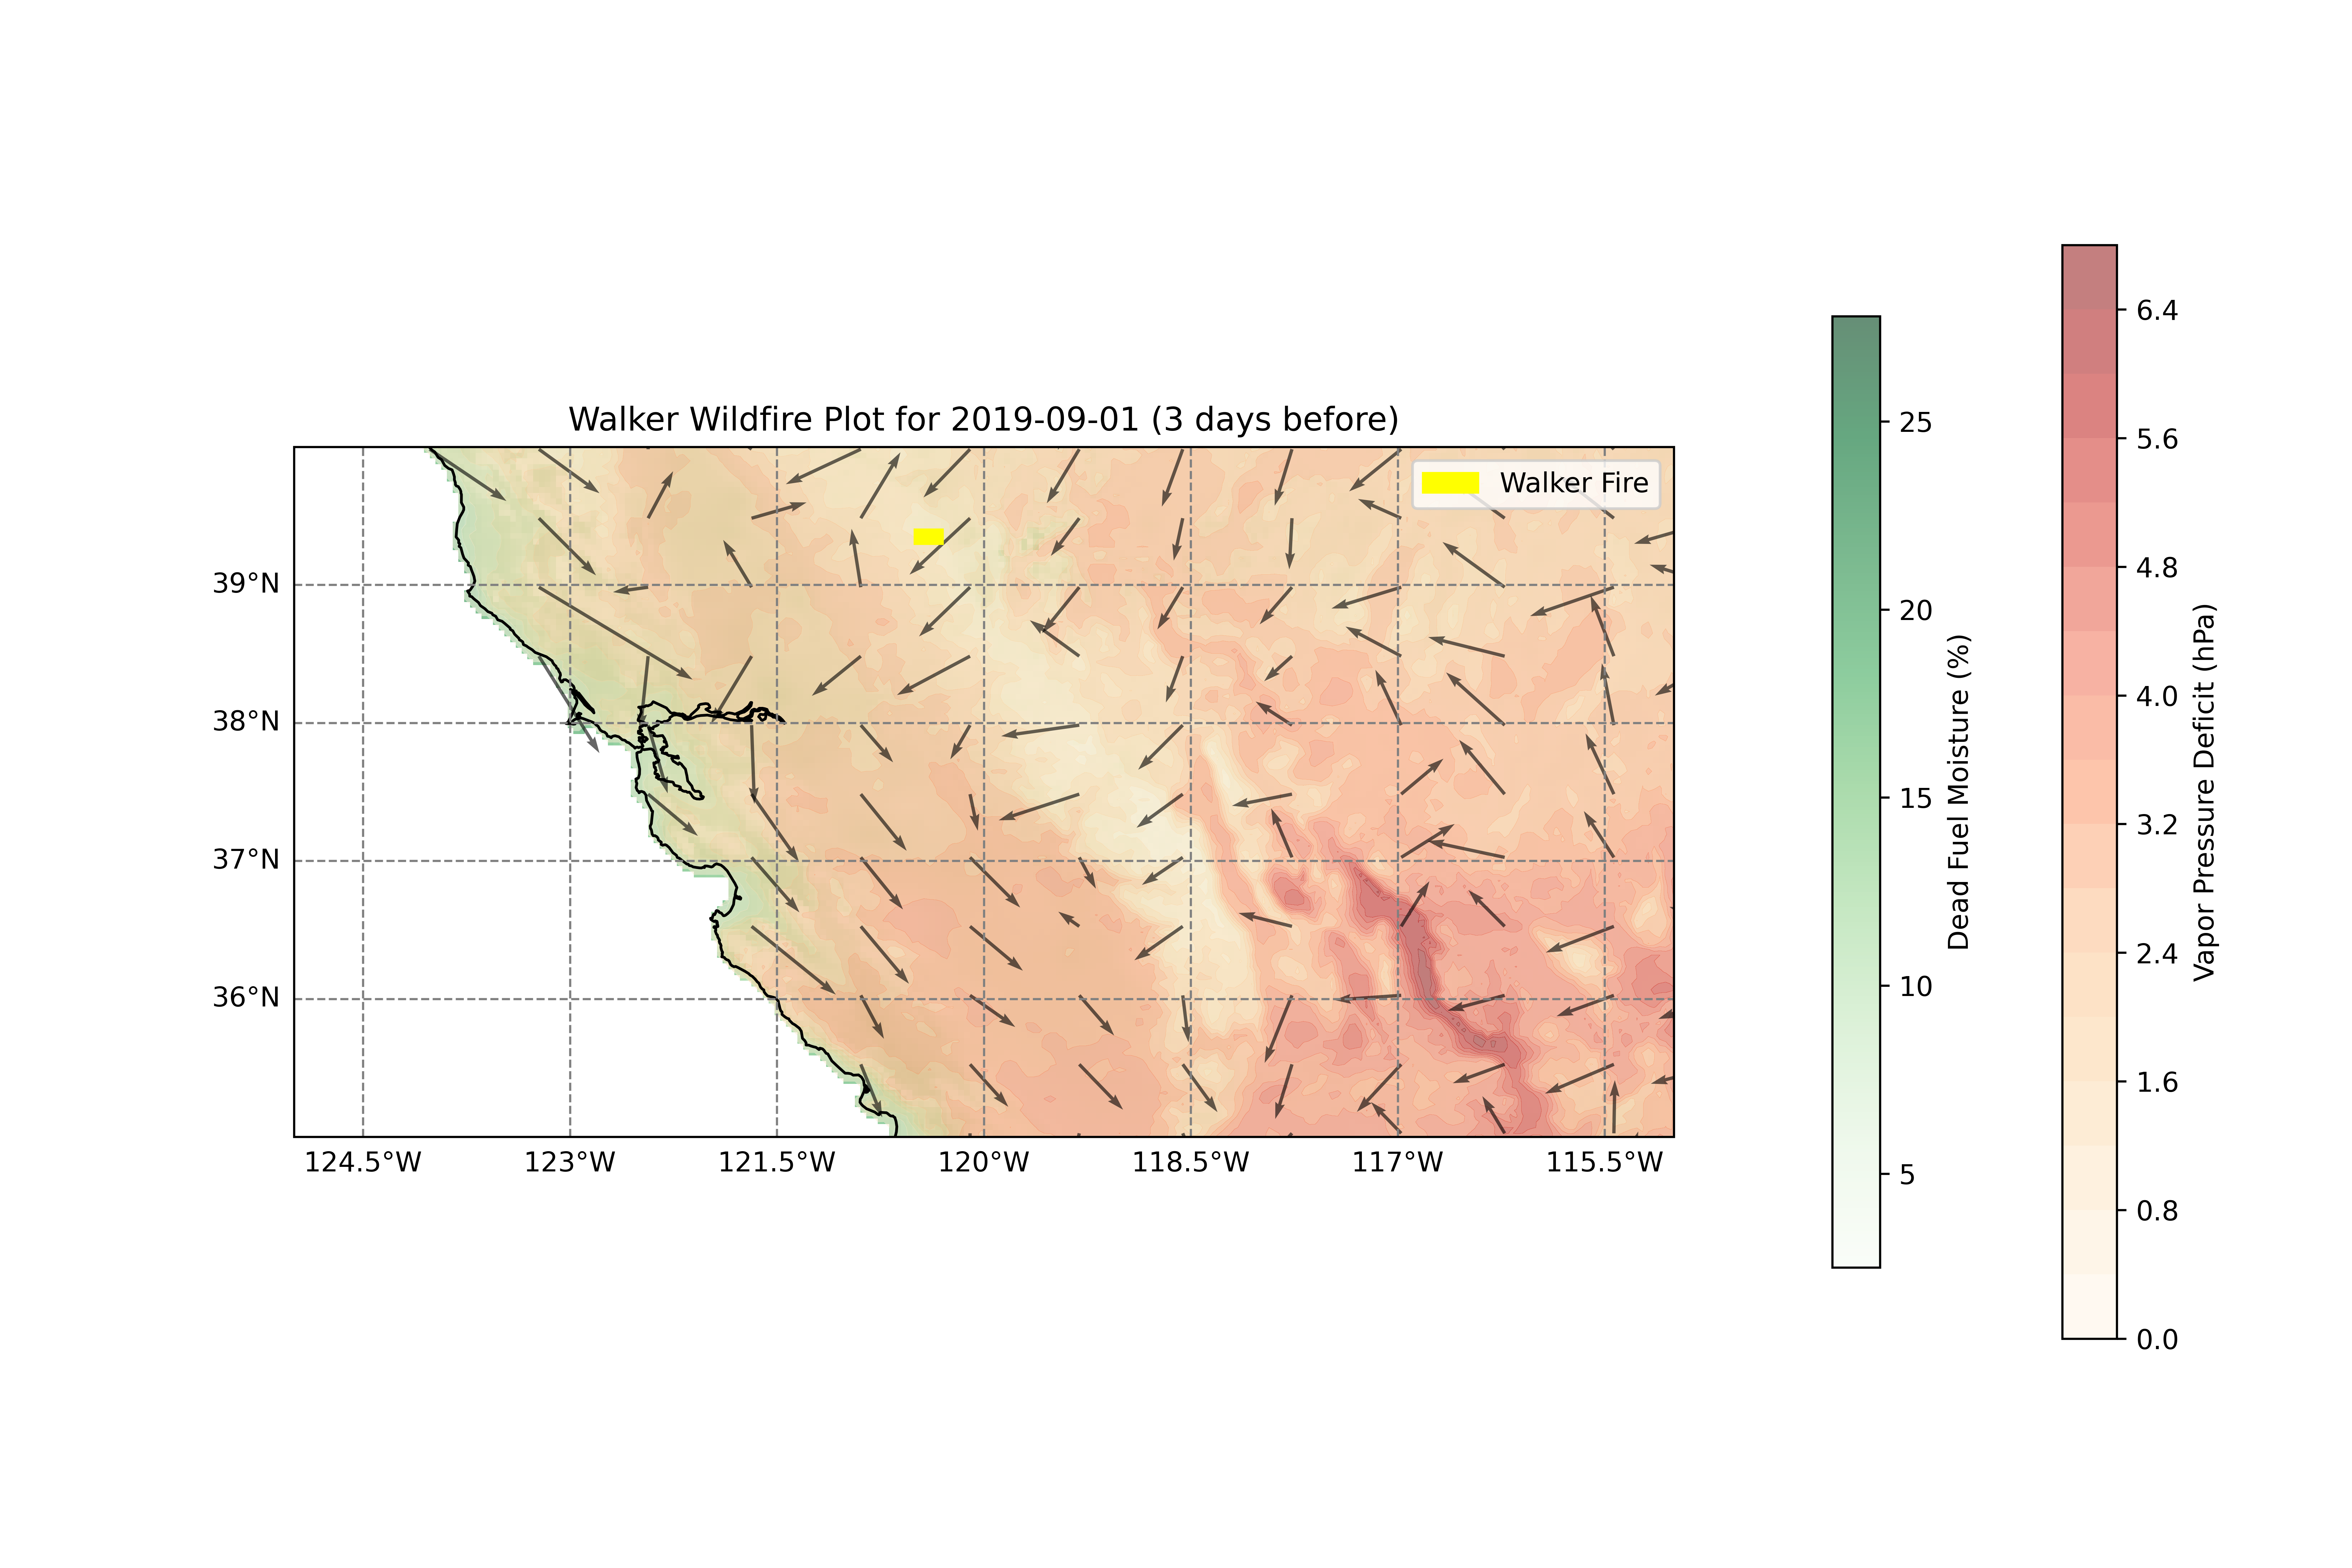 Walker Wildfire Plot for 2019-09-01 (3 days before)
Walker Fire
39°N
38°N
37°N
36°N
124.5°W
123°W
121.5°W
120°W
118.5°W
117°W
115.5°W
25
20
15
10
5
Dead Fuel Moisture (%)
6.4
5.6
4.8
4.0
3.2
2.4
1.6
0.8
0.0
Vapor Pressure Deficit (hPa)